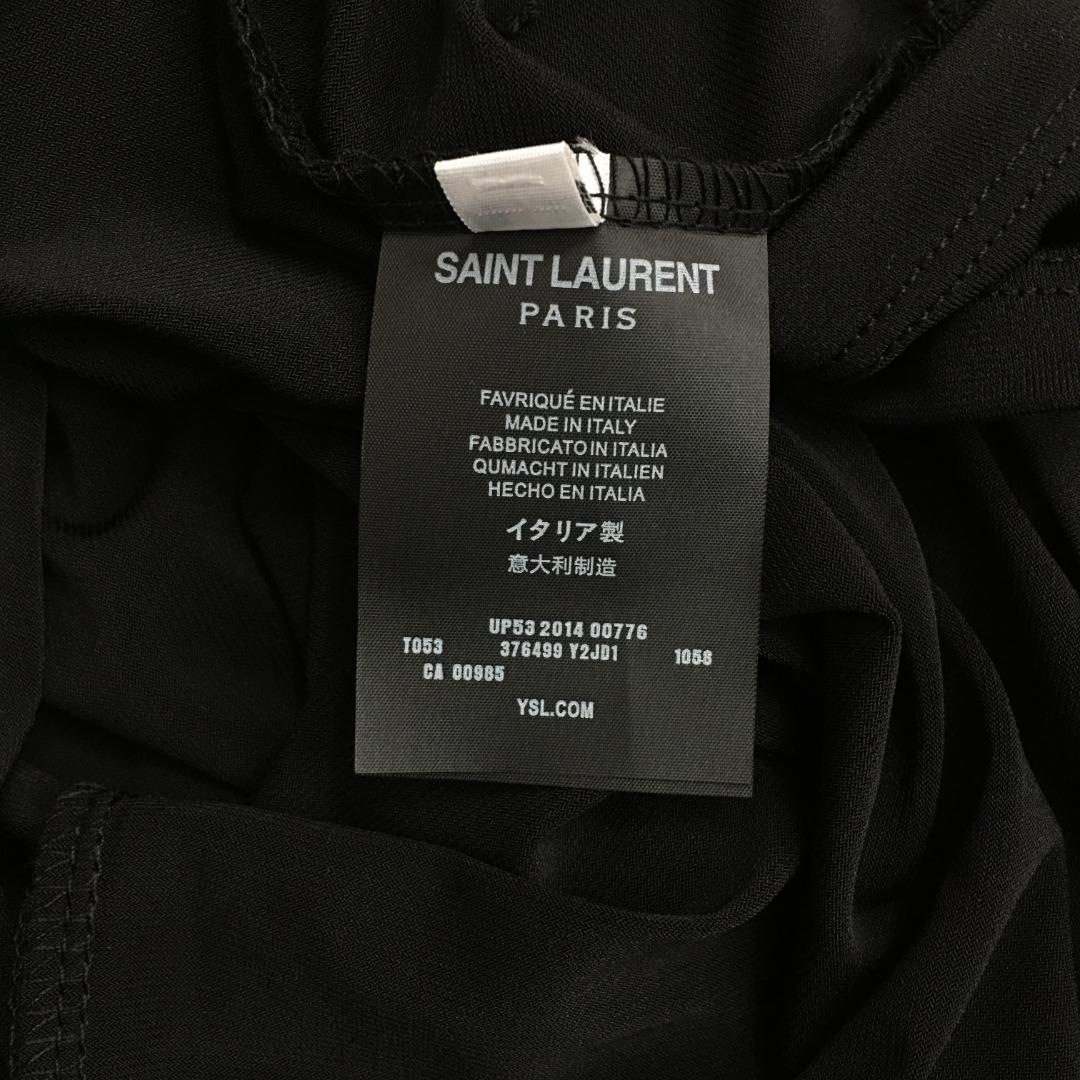 SAINT LAURENT
PARIS
FAVRIQUÉ EN ITALIE
MADE IN ITALY
FABBRICATO IN ITALIA
QUMACHT IN ITALIEN
HECHO EN ITALIA
イタリア製
意大利制造
UP53 2014 00776
T053 376499 Y2JD1 1058
CA 00985
YSL.COM